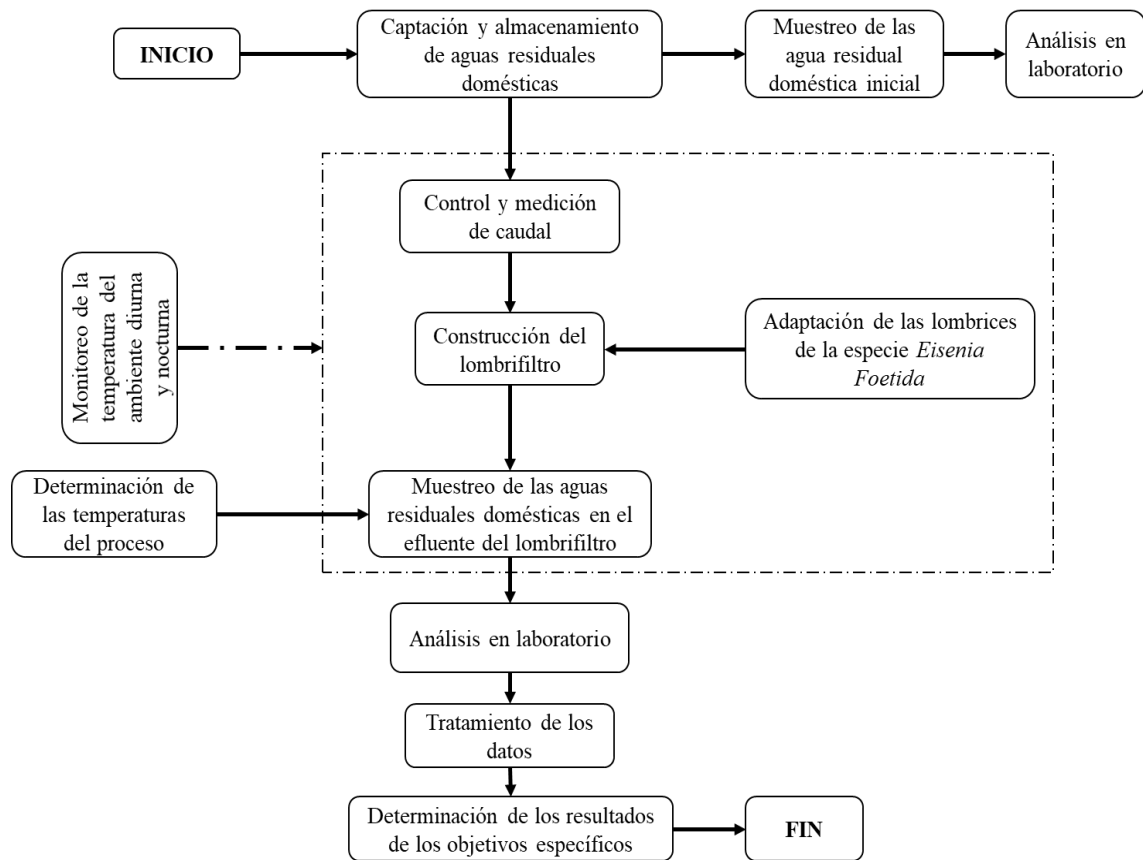 INICIO
Captación y almacenamiento
de aguas residuales
domésticas
Muestreo de las
agua residual
doméstica inicial
Análisis en
laboratorio
Control y medición
de caudal
Monitoreo de la
temperatura del
ambiente diurna
y nocturna
Construcción del
lombrifiltro
Adaptación de las lombrices
de la especie Eisenia
Foetida
Determinación de
las temperaturas
del proceso
Muestreo de las aguas
residuales domésticas en el
efluente del lombrifiltro
Análisis en laboratorio
Tratamiento de los
datos
Determinación de los resultados
de los objetivos específicos
FIN